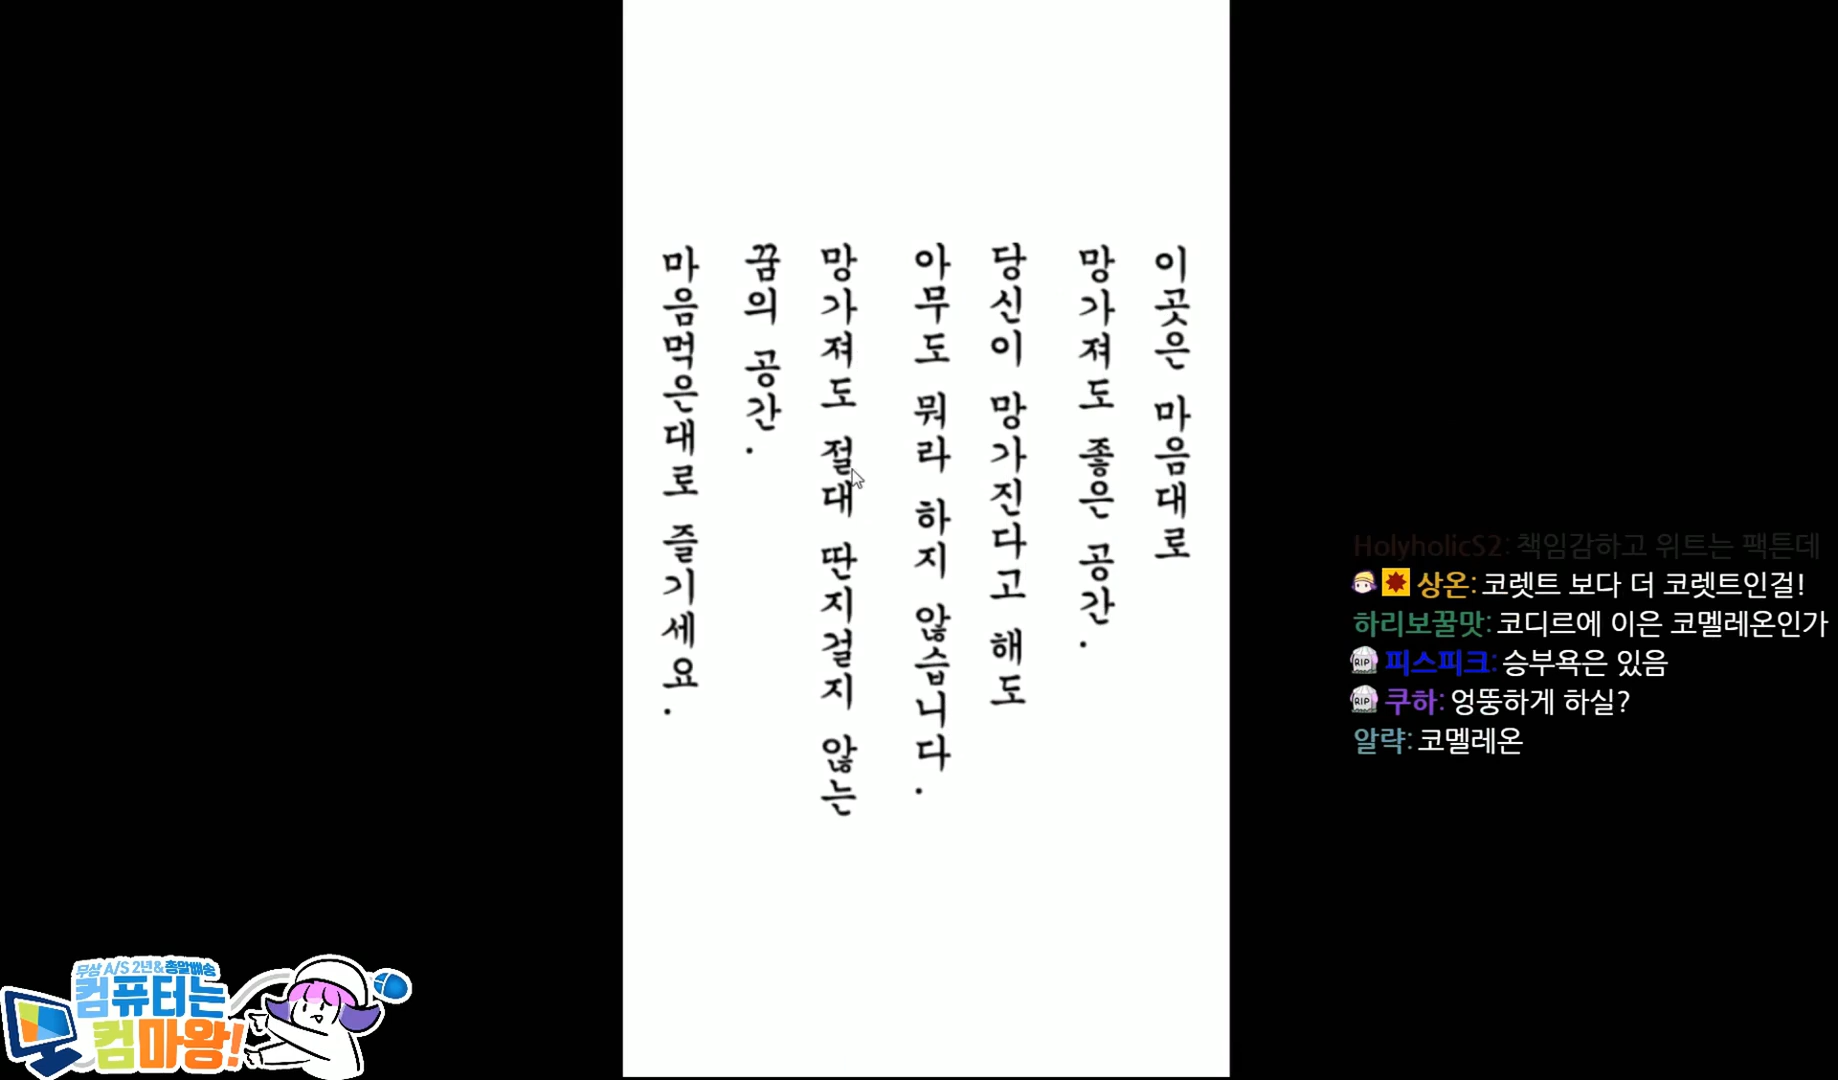 이곳은 마음대로
망가져도 좋은 공간.
당신이 망가진다고 해도
아무도 뭐라 하지 않습니다.
망가져도 절대 딴지걸지 않는
꿈의 공간.
마음먹은대로 즐기세요.
HolyholicS2: 책임감하고 위트는 팩튼데
상온: 코렛트 보다 더 코렛트인걸!
하리보꿀맛: 코디르에 이은 코멜레온인가
RIP 피스피크: 승부욕은 있음
RIP 쿠하: 엉뚱하게 하실?
알략: 코멜레온
무상 A/S 2년&총알배송
컴퓨터는
컴마왕!